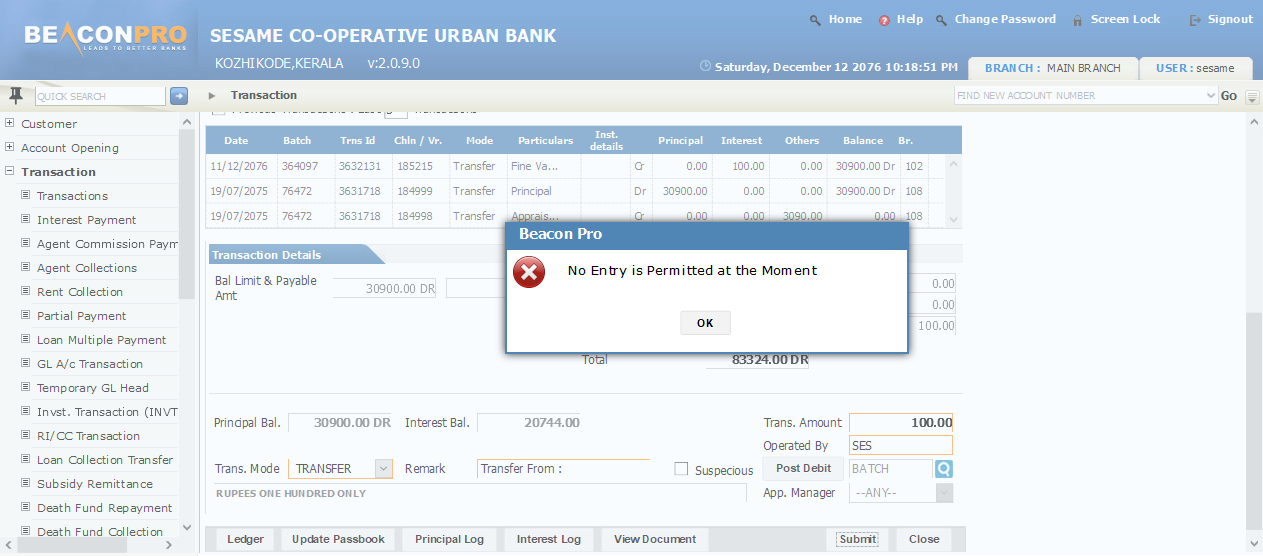 Home Help Change Password Screen Lock Signout
BEACONPRO
LEADS TO BETTER BANKS
SESAME CO-OPERATIVE URBAN BANK
KOZHIKODE,KERALA v:2.0.9.0
Saturday, December 12 2076 10:18:51 PM BRANCH : MAIN BRANCH USER : sesame
QUICK SEARCH
Transaction
FIND NEW ACCOUNT NUMBER Go
Customer
Account Opening
Transaction
Transactions
Interest Payment
Agent Commission Paym
Agent Collections
Rent Collection
Partial Payment
Loan Multiple Payment
GL A/c Transaction
Temporary GL Head
Invst. Transaction (INVT
RI/CC Transaction
Loan Collection Transfer
Subsidy Remittance
Death Fund Repayment
Death Fund Collection
Date Batch Trns Id Chln / Vr. Mode Particulars Inst. details Principal Interest Others Balance Br.
11/12/2076 364097 3632131 185215 Transfer Fine Va... Cr 0.00 100.00 0.00 30900.00 Dr 102
19/07/2075 76472 3631718 184999 Transfer Principal Dr 30900.00 0.00 0.00 30900.00 Dr 108
19/07/2075 76472 3631718 184998 Transfer Apprais... Cr 0.00 0.00 3090.00 0.00 108
Transaction Details
Bal Limit & Payable Amt 30900.00 DR
0.00
0.00
100.00
Beacon Pro
No Entry is Permitted at the Moment
OK
Total 83324.00 DR
Principal Bal. 30900.00 DR Interest Bal. 20744.00 Trans. Amount 100.00
Operated By SES
Trans. Mode TRANSFER Remark Transfer From : Suspecious Post Debit BATCH
RUPEES ONE HUNDRED ONLY App. Manager --ANY--
Ledger Update Passbook Principal Log Interest Log View Document Submit Close